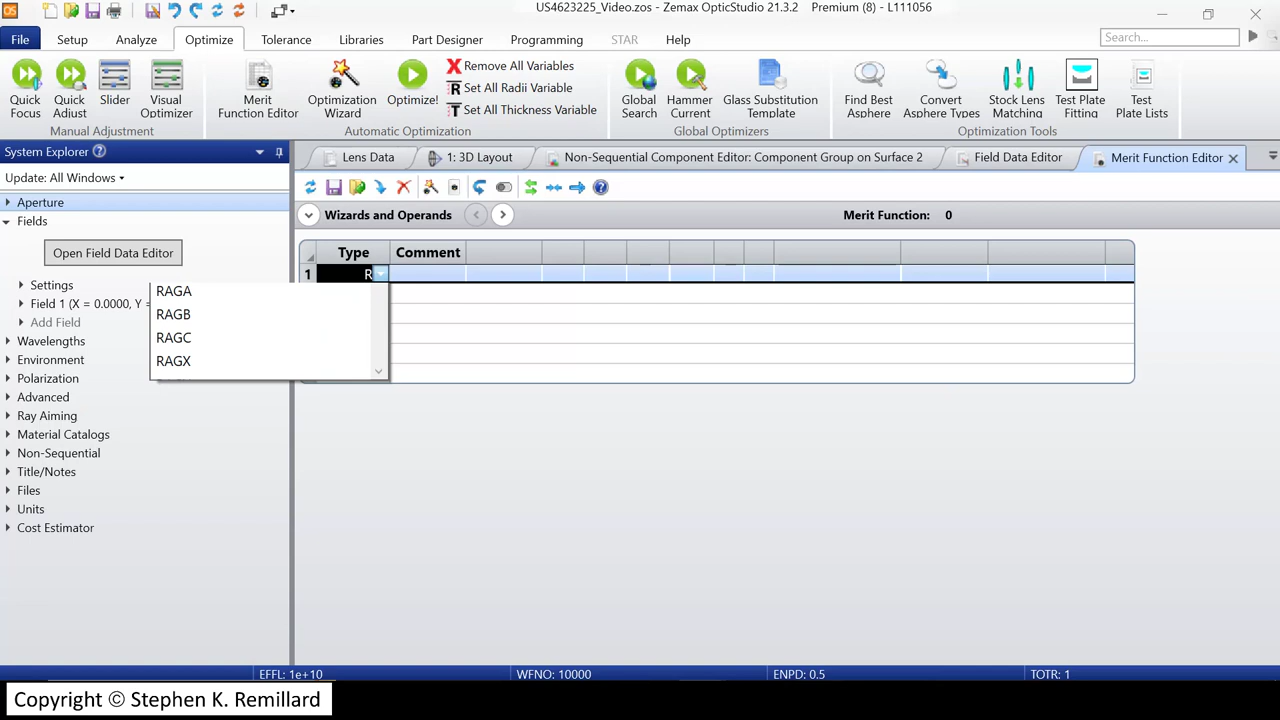 OS
US4623225_Video.zos - Zemax OpticStudio 21.3.2 Premium (8) - L111056
File Setup Analyze Optimize Tolerance Libraries Part Designer Programming STAR Help
Search...
Quick Focus
Quick Adjust
Slider
Visual Optimizer
Manual Adjustment
Merit Function Editor
Optimization Wizard
Optimize!
Remove All Variables
Set All Radii Variable
Set All Thickness Variable
Automatic Optimization
Global Search
Hammer Current
Glass Substitution Template
Global Optimizers
Find Best Asphere
Convert Asphere Types
Stock Lens Matching
Test Plate Fitting
Test Plate Lists
Optimization Tools
System Explorer ?
Update: All Windows
Aperture
Fields
Open Field Data Editor
Settings
Field 1 (X = 0.0000, Y =
Add Field
Wavelengths
Environment
Polarization
Advanced
Ray Aiming
Material Catalogs
Non-Sequential
Title/Notes
Files
Units
Cost Estimator
Lens Data
1: 3D Layout
Non-Sequential Component Editor: Component Group on Surface 2
Field Data Editor
Merit Function Editor
Wizards and Operands
Merit Function: 0
Type Comment
1 R
RAGA
RAGB
RAGC
RAGX
EFFL: 1e+10 WFNO: 10000 ENPD: 0.5 TOTR: 1
Copyright © Stephen K. Remillard